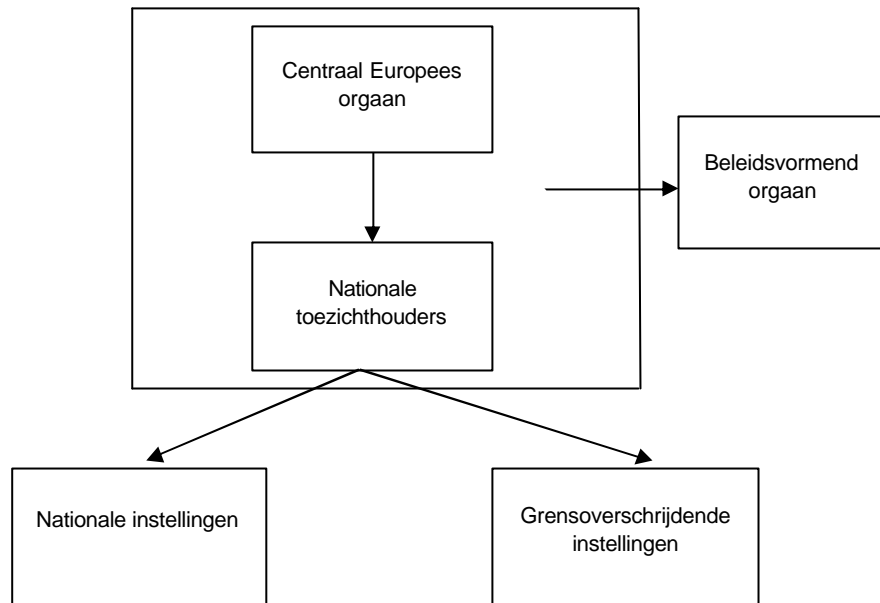 Centraal Europees
orgaan
Beleidsvormend
orgaan
Nationale
toezichthouders
Nationale instellingen
Grensoverschrijdende
instellingen